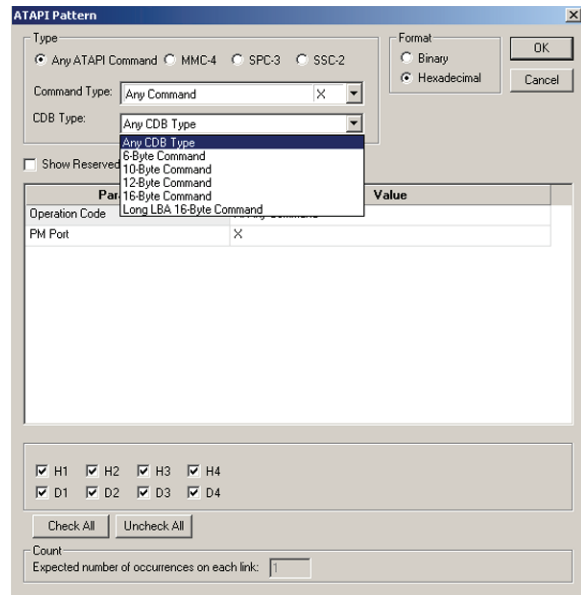 ATAPI Pattern
Type
Any ATAPI Command MMC-4 SPC-3 SSC-2
Format
Binary
Hexadecimal
OK
Cancel
Command Type: Any Command X
CDB Type: Any CDB Type
Any CDB Type
6-Byte Command
10-Byte Command
12-Byte Command
16-Byte Command
Long LBA 16-Byte Command
Show Reserved
Value
Operation Code
PM Port X
H1 H2 H3 H4
D1 D2 D3 D4
Check All Uncheck All
Count
Expected number of occurrences on each link: 1